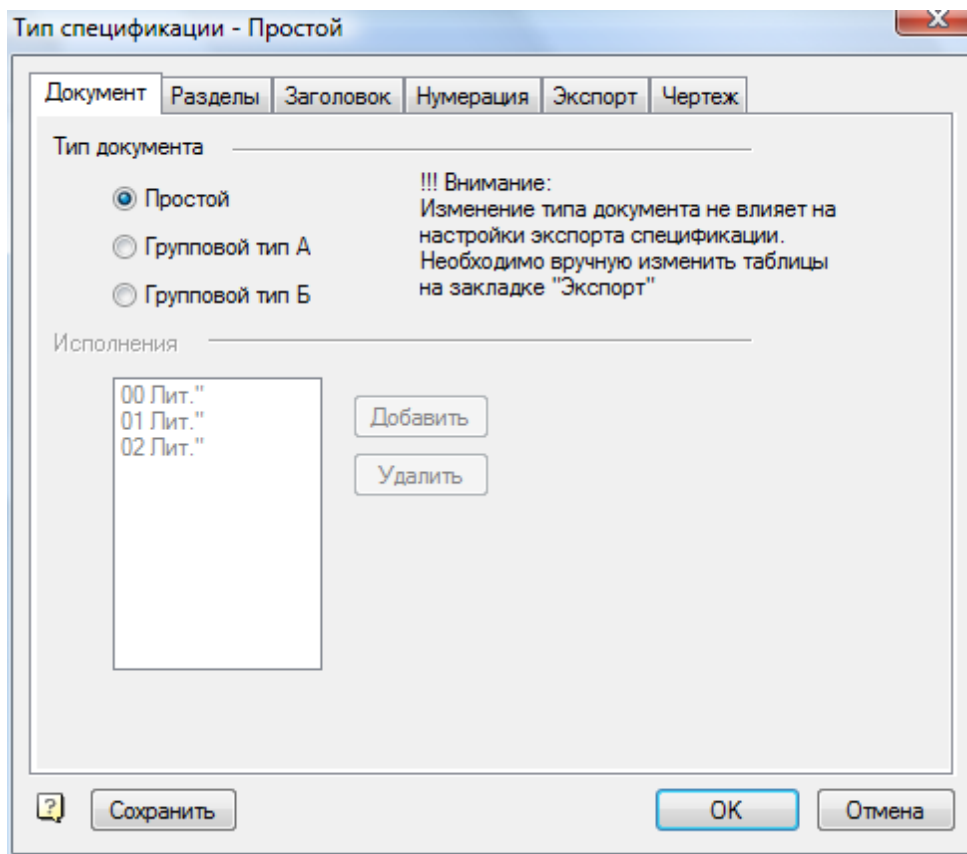 Тип спецификации - Простой
Документ Разделы Заголовок Нумерация Экспорт Чертеж
Тип документа
Простой
Групповой тип А
Групповой тип Б
!!! Внимание:
Изменение типа документа не влияет на
настройки экспорта спецификации.
Необходимо вручную изменить таблицы
на закладке "Экспорт"
Исполнения
00 Лит."
01 Лит."
02 Лит."
Добавить
Удалить
? Сохранить OK Отмена